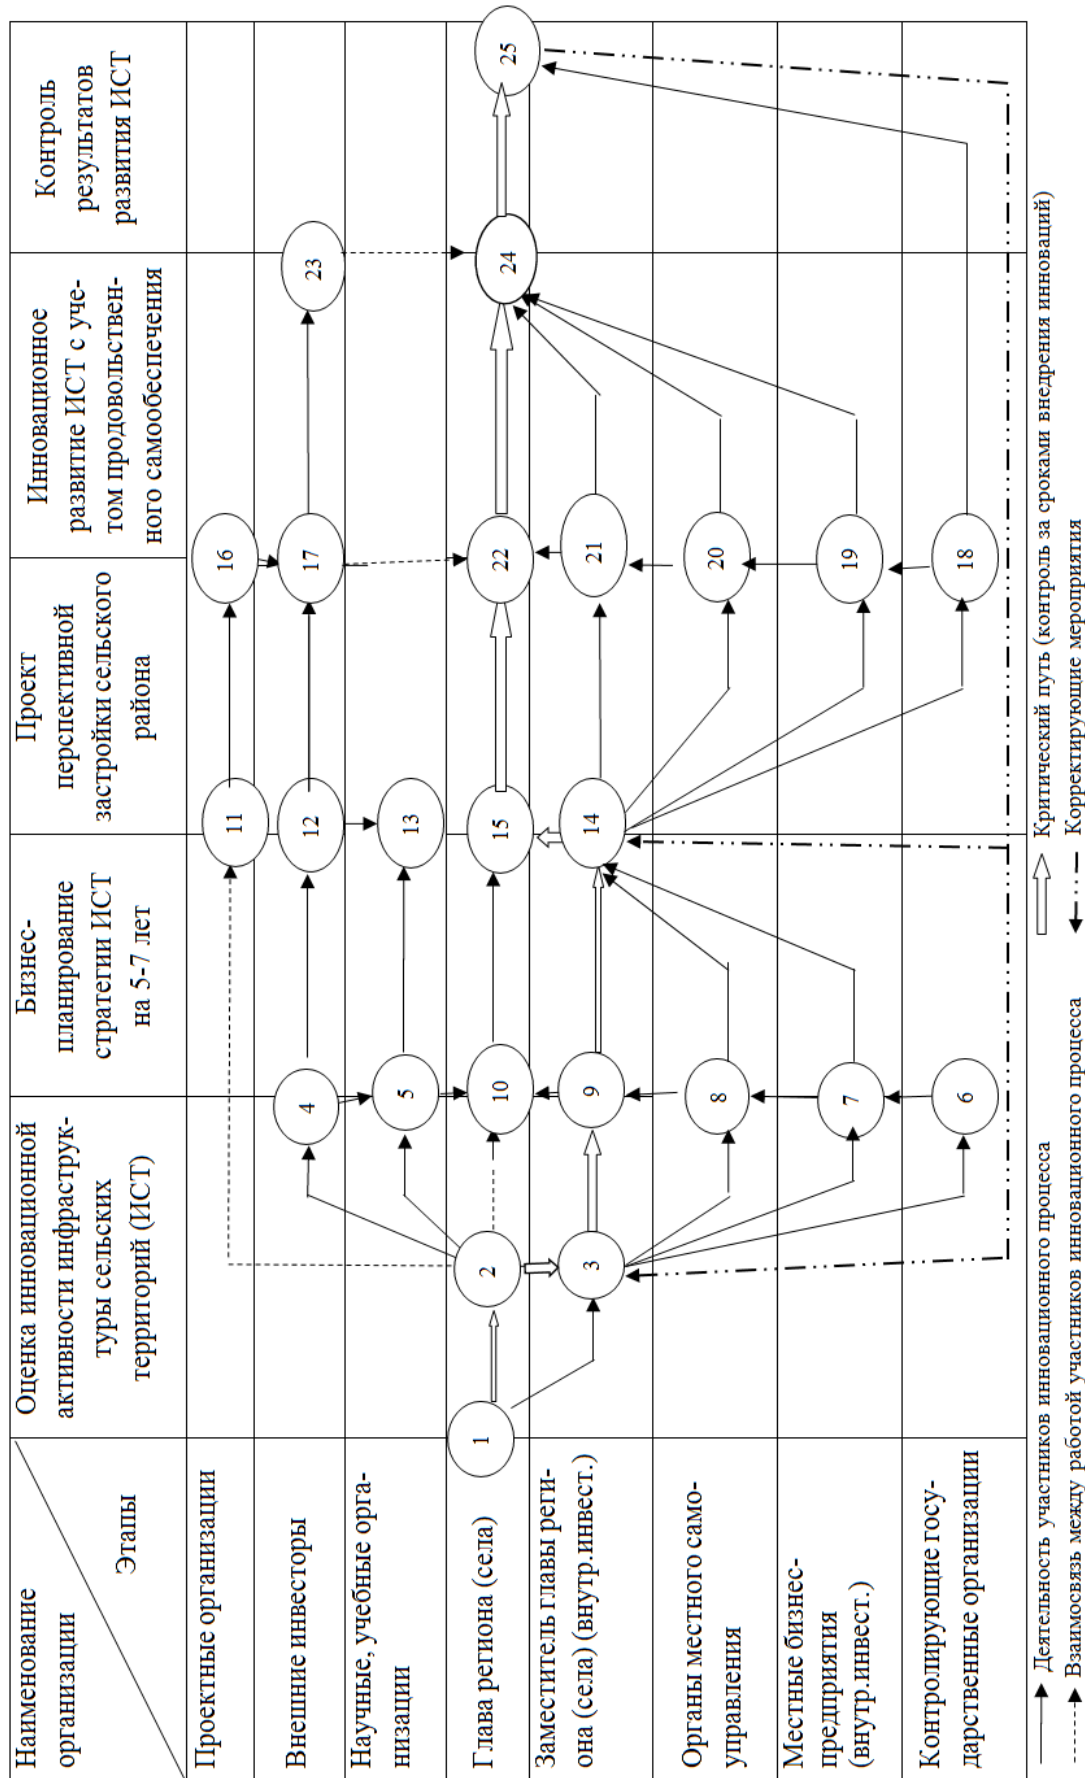 Наименование
организации
Этапы
Оценка инновационной
активности инфраструк-
туры сельских
территорий (ИСТ)
Бизнес-
планирование
стратегии ИСТ
на 5-7 лет
Проект
перспективной
застройки сельского
района
Инновационное
развитие ИСТ с уче-
том продовольствен-
ного самообеспечения
Контроль
результатов
развития ИСТ
Проектные организации
11
16
Внешние инвесторы
4
12
17
23
Научные, учебные орга-
низации
5
13
Глава региона (села)
1
2
10
15
22
24
25
Заместитель главы реги-
она (села) (внутр.инвест.)
3
9
14
21
Органы местного само-
управления
8
20
Местные бизнес-
предприятия
(внутр.инвест.)
7
19
Контролирующие госу-
дарственные организации
6
18
Деятельность участников инновационного процесса
Критический путь (контроль за сроками внедрения инноваций)
Взаимосвязь между работой участников инновационного процесса
Корректирующие мероприятия